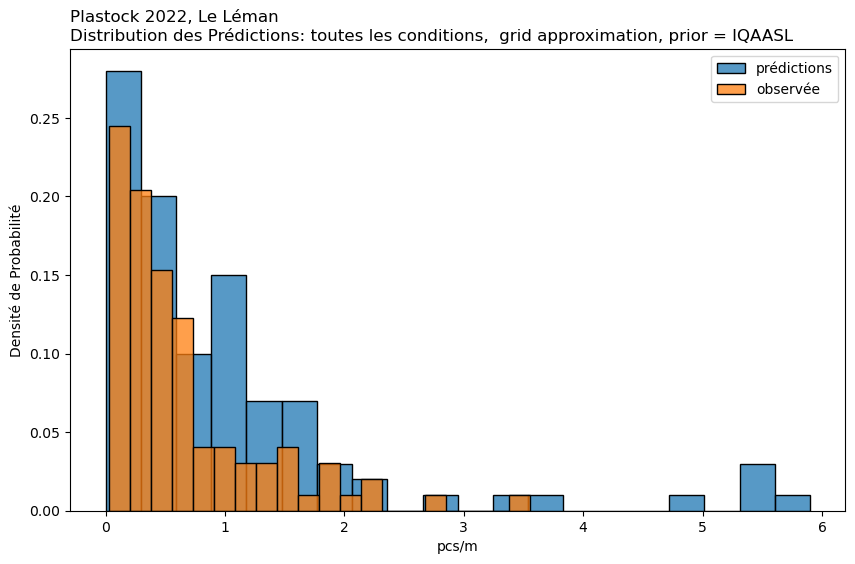 Plastock 2022, Le Léman
Distribution des Prédictions: toutes les conditions,  grid approximation, prior = IQAASL
prédictions
observée
Densité de Probabilité
0.25
0.20
0.15
0.10
0.05
0.00
0 1 2 3 4 5 6
pcs/m